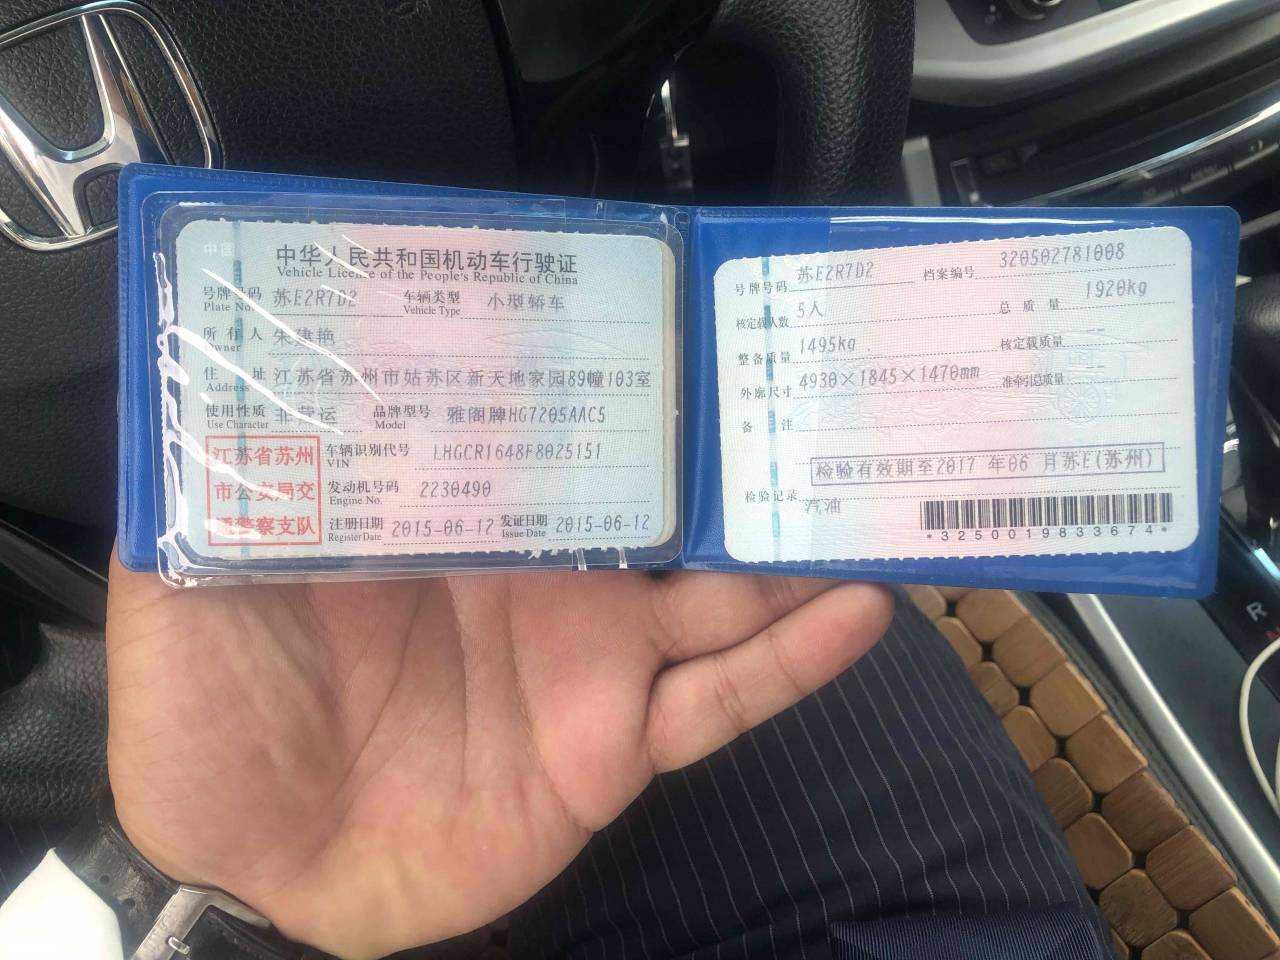 中国
中华人民共和国机动车行驶证
Vehicle License of the People's Republic of China
号牌号码 苏E2R7D2 车辆类型 小型轿车
Plate No. Vehicle Type
所有人 朱建艳
Owner
住址 江苏省苏州市姑苏区新天地家园89幢103室
Address
使用性质 非营运 品牌型号 雅阁牌HG7205AAC5
Use Character Model
江苏省苏州
市公安局交
通警察支队
车辆识别代号 LHGCR1648F8025151
VIN
发动机号码 2230490
Engine No.
注册日期 2015-06-12 发证日期 2015-06-12
Register Date Issue Date
号牌号码 苏E2R7D2 档案编号 320502781008
核定载人数 5人 总质量 1920kg
整备质量 1495kg 核定载质量 --
外廓尺寸 4930×1845×1470mm 准牵引总质量 --
备注
检验有效期至2017 年06 月苏E(苏州)
检验记录
汽油
*3250019833674*
R